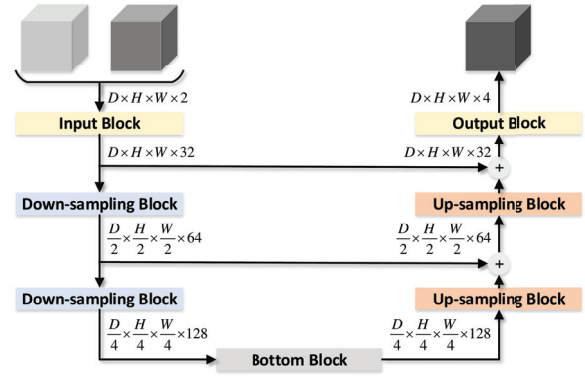 D×H×W×2
D×H×W×4
Input Block
Output Block
D×H×W×32
D×H×W×32
+
Down-sampling Block
Up-sampling Block
D/2×H/2×W/2×64
D/2×H/2×W/2×64
+
Down-sampling Block
Up-sampling Block
D/4×H/4×W/4×128
D/4×H/4×W/4×128
Bottom Block